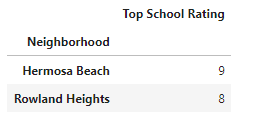 Top School Rating
Neighborhood
Hermosa Beach 9
Rowland Heights 8